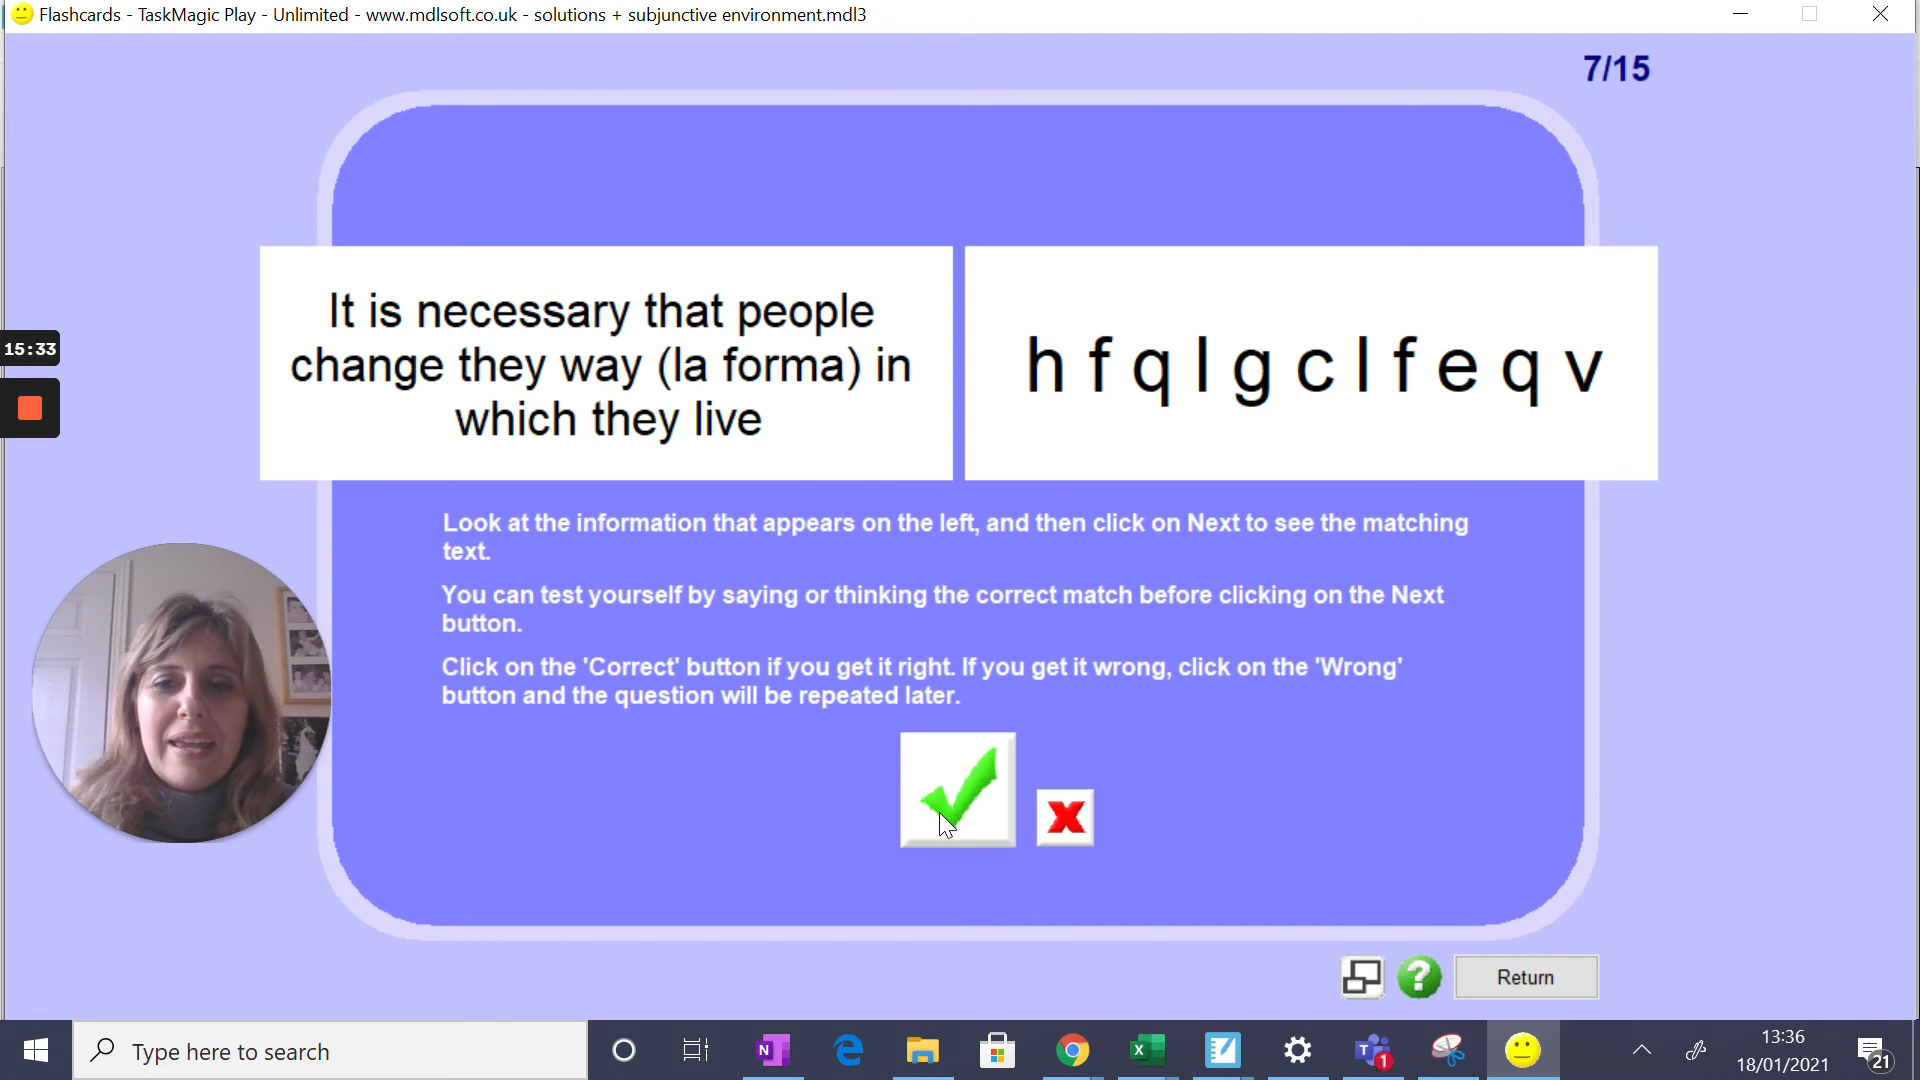 Flashcards - TaskMagic Play - Unlimited - www.mdlsoft.co.uk - solutions + subjunctive environment.mdl3
7/15
It is necessary that people
change they way (la forma) in
which they live
h f q l g c l f e q v
15:33
Look at the information that appears on the left, and then click on Next to see the matching
text.
You can test yourself by saying or thinking the correct match before clicking on the Next
button.
Click on the 'Correct' button if you get it right. If you get it wrong, click on the 'Wrong'
button and the question will be repeated later.
?
Return
Type here to search
N
X
1
13:36
18/01/2021
21